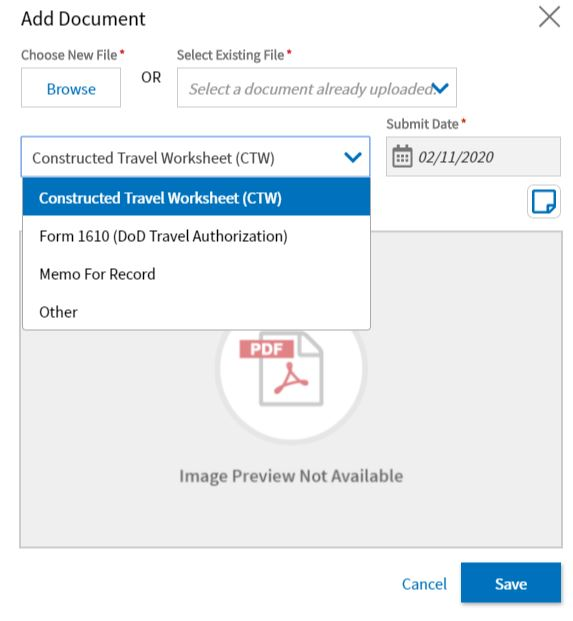 Add Document
Choose New File *
Select Existing File *
Browse
OR
Select a document already uploaded.
Submit Date *
Constructed Travel Worksheet (CTW)
02/11/2020
Constructed Travel Worksheet (CTW)
Form 1610 (DoD Travel Authorization)
Memo For Record
Other
PDF
Image Preview Not Available
Cancel
Save